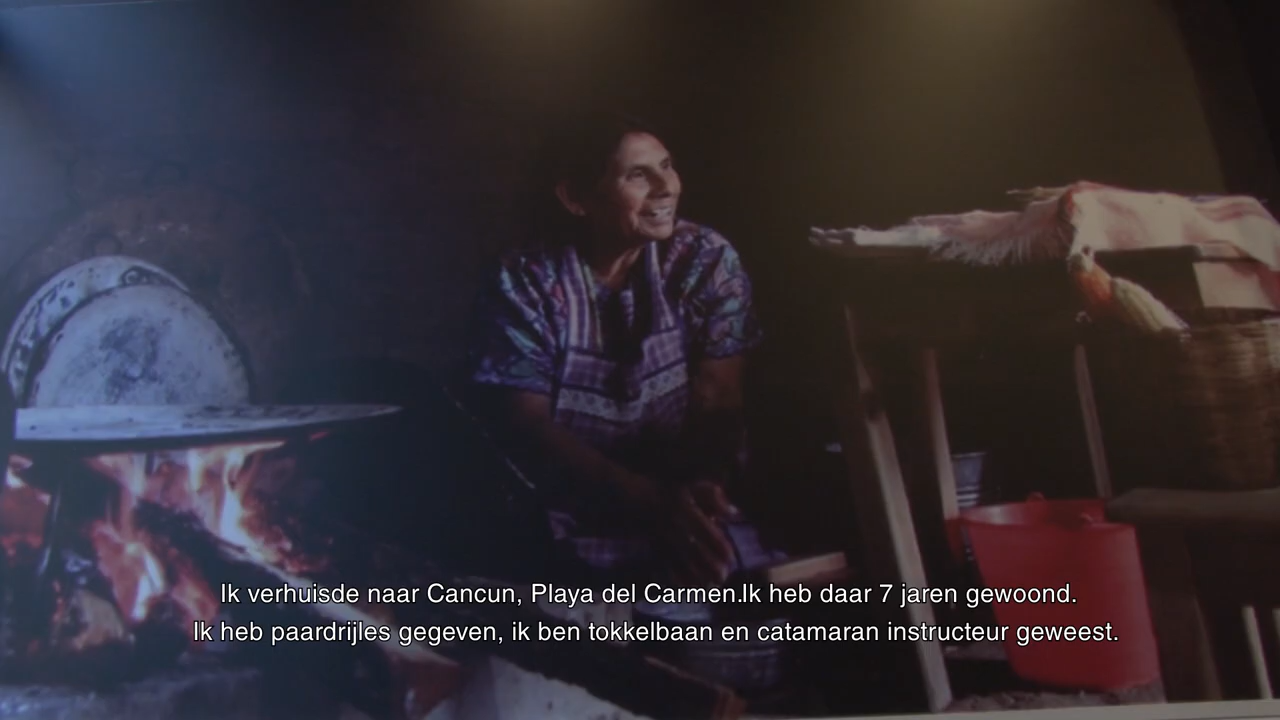 Ik verhuisde naar Cancun, Playa del Carmen.Ik heb daar 7 jaren gewoond.
Ik heb paardrijles gegeven, ik ben tokkelbaan en catamaran instructeur geweest.